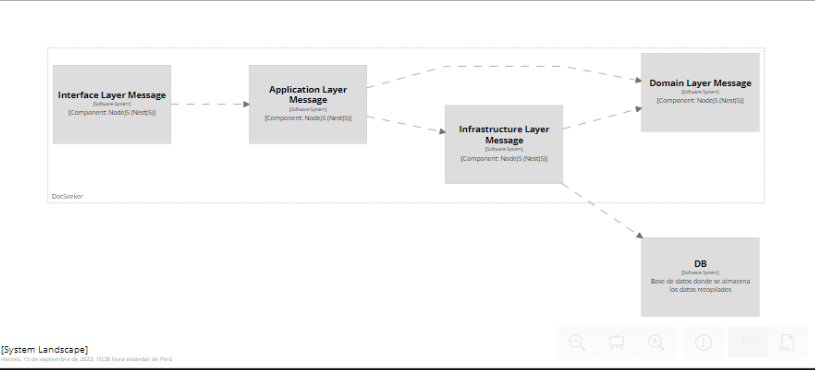 Interface Layer Message
[Software System]
[Component: NodeJS (NestJS)]
Application Layer
Message
[Software System]
[Component: NodeJS (NestJS)]
Infrastructure Layer
Message
[Software System]
[Component: NodeJS (NestJS)]
Domain Layer Message
[Software System]
[Component: NodeJS (NestJS)]
DocSeeker
DB
[Software System]
Base de datos donde se almacena
los datos recopilados
[System Landscape]
viernes, 15 de septiembre de 2023, 10:36 hora estándar de Perú